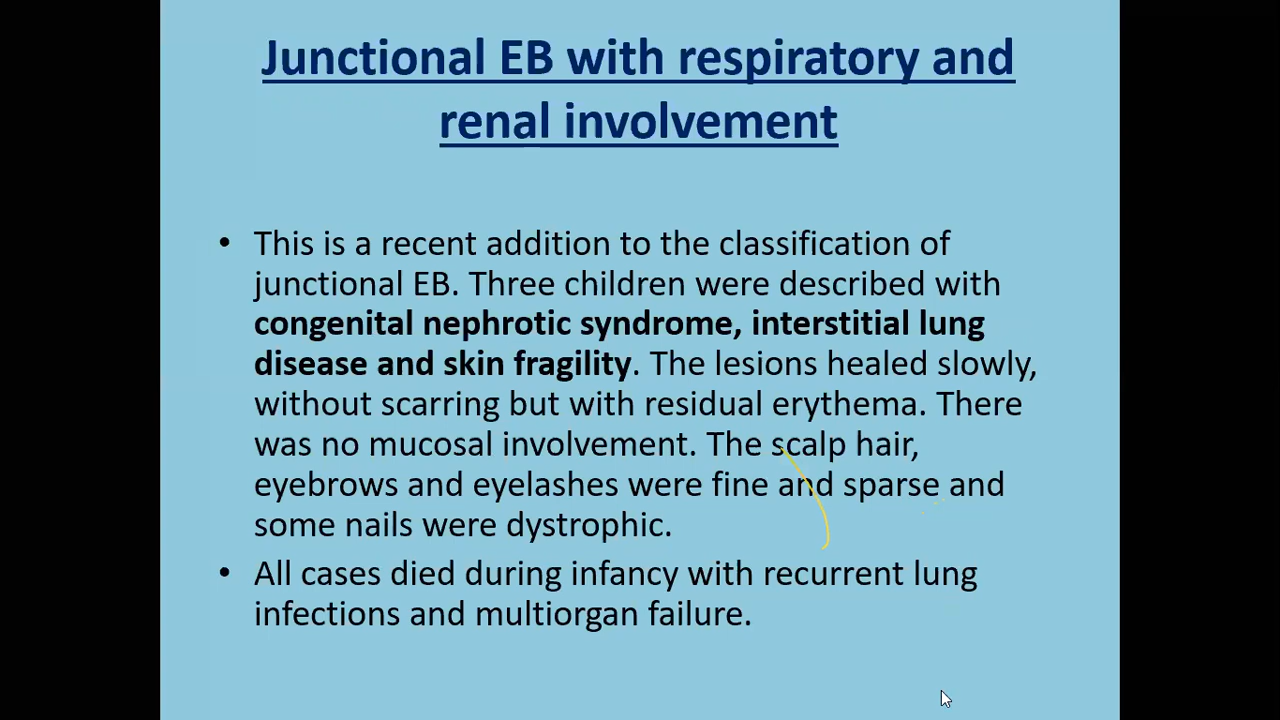 Junctional EB with respiratory and
renal involvement
• This is a recent addition to the classification of
junctional EB. Three children were described with
congenital nephrotic syndrome, interstitial lung
disease and skin fragility. The lesions healed slowly,
without scarring but with residual erythema. There
was no mucosal involvement. The scalp hair,
eyebrows and eyelashes were fine and sparse and
some nails were dystrophic.
• All cases died during infancy with recurrent lung
infections and multiorgan failure.